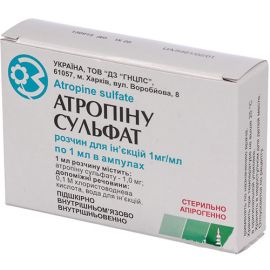 УКРАЇНА, ТОВ "ДЗ "ГНЦЛС",
61057, м. Харків, вул. Воробйова, 8
Atropine sulfate
АТРОПІНУ
СУЛЬФАТ
розчин для ін'єкцій 1мг/мл
по 1 мл в ампулах
1 мл розчину містить:
атропіну сульфату - 1,0 мг;
допоміжні речовини:
0,1 М хлористоводнева
кислота, вода для ін'єкцій.
ПІДШКІРНО
ВНУТРІШНЬОМ'ЯЗОВО
ВНУТРІШНЬОВЕННО
СТЕРИЛЬНО
АПІРОГЕННО